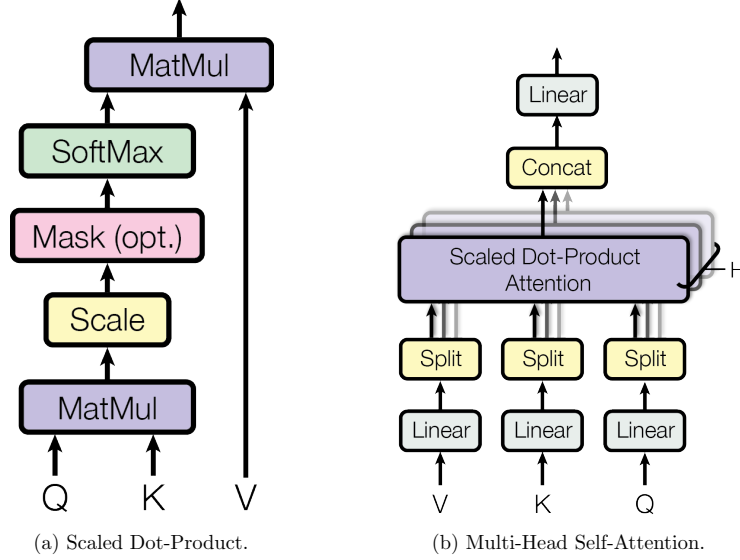 MatMul
SoftMax
Mask (opt.)
Scale
MatMul
Q K V
(a) Scaled Dot-Product.
Linear
Concat
Scaled Dot-Product
Attention
H
Split Split Split
Linear Linear Linear
V K Q
(b) Multi-Head Self-Attention.